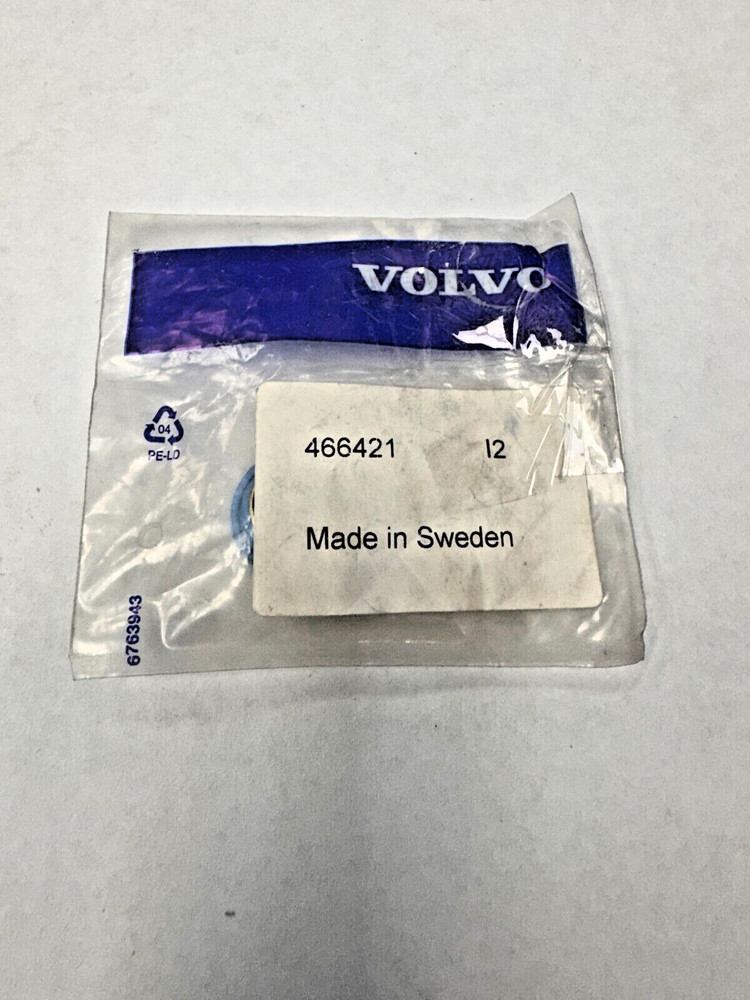 VOLVO
04
PE-LD
466421 I2
Made in Sweden
6763943